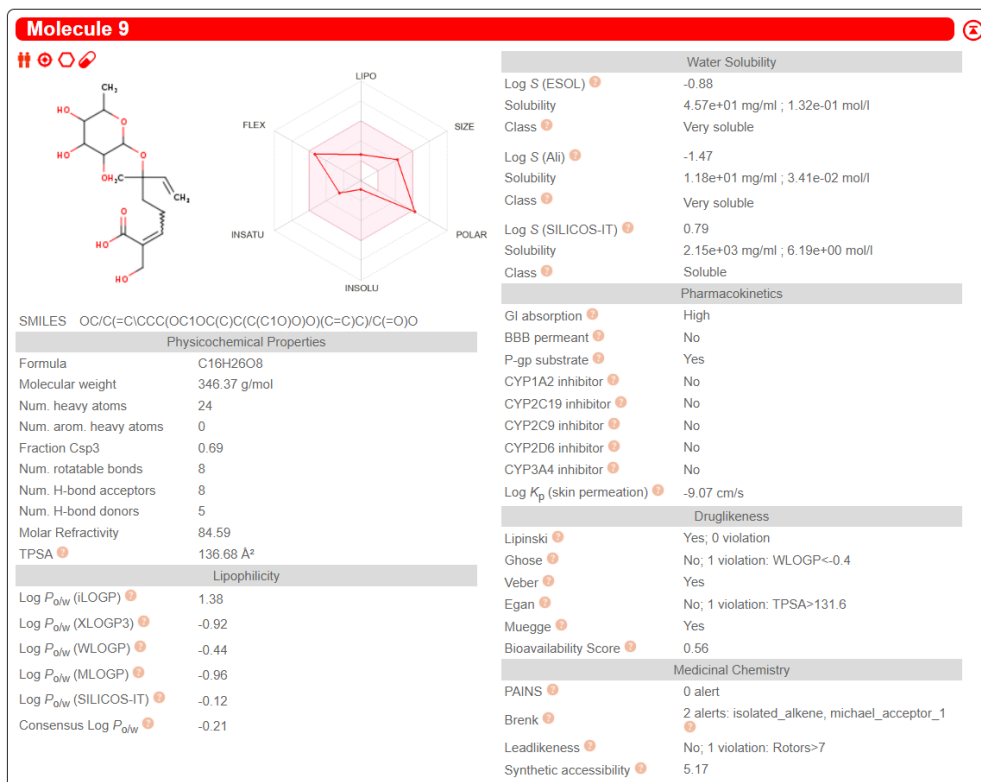 Molecule 9
CH₃
HO
O
HO
O
OH
H₃C
CH₃
O
HO
HO
LIPO
FLEX
SIZE
INSATU
POLAR
INSOLU
SMILES OC/C(=C\CCC(OC1OC(C)C(C(C1O)O)O)(C=C)C)/C(=O)O
Physicochemical Properties
Formula C16H26O8
Molecular weight 346.37 g/mol
Num. heavy atoms 24
Num. arom. heavy atoms 0
Fraction Csp3 0.69
Num. rotatable bonds 8
Num. H-bond acceptors 8
Num. H-bond donors 5
Molar Refractivity 84.59
TPSA ? 136.68 Å²
Lipophilicity
Log Po/w (iLOGP) ? 1.38
Log Po/w (XLOGP3) ? -0.92
Log Po/w (WLOGP) ? -0.44
Log Po/w (MLOGP) ? -0.96
Log Po/w (SILICOS-IT) ? -0.12
Consensus Log Po/w ? -0.21
Water Solubility
Log S (ESOL) ? -0.88
Solubility 4.57e+01 mg/ml ; 1.32e-01 mol/l
Class ? Very soluble
Log S (Ali) ? -1.47
Solubility 1.18e+01 mg/ml ; 3.41e-02 mol/l
Class ? Very soluble
Log S (SILICOS-IT) ? 0.79
Solubility 2.15e+03 mg/ml ; 6.19e+00 mol/l
Class ? Soluble
Pharmacokinetics
GI absorption ? High
BBB permeant ? No
P-gp substrate ? Yes
CYP1A2 inhibitor ? No
CYP2C19 inhibitor ? No
CYP2C9 inhibitor ? No
CYP2D6 inhibitor ? No
CYP3A4 inhibitor ? No
Log Kp (skin permeation) ? -9.07 cm/s
Druglikeness
Lipinski ? Yes; 0 violation
Ghose ? No; 1 violation: WLOGP<-0.4
Veber ? Yes
Egan ? No; 1 violation: TPSA>131.6
Muegge ? Yes
Bioavailability Score ? 0.56
Medicinal Chemistry
PAINS ? 0 alert
Brenk ? 2 alerts: isolated_alkene, michael_acceptor_1
?
Leadlikeness ? No; 1 violation: Rotors>7
Synthetic accessibility ? 5.17